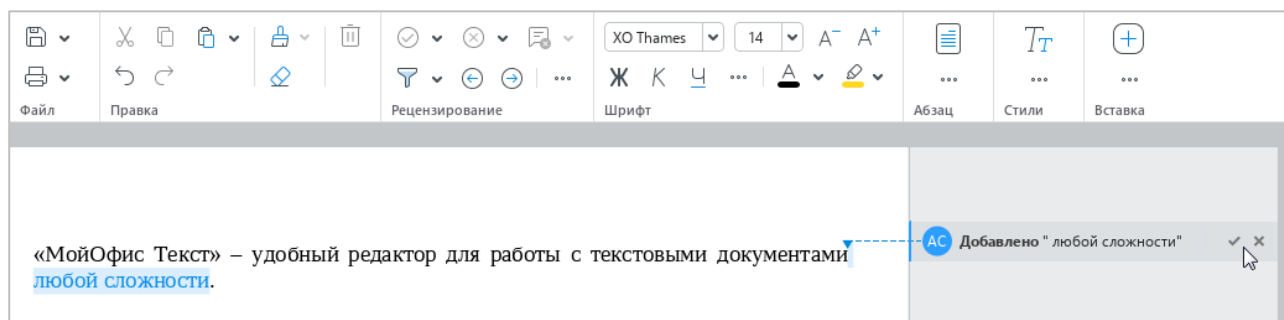 XO Thames 14 A⁻ A⁺ Tт
Ж К Ч A
Файл Правка Рецензирование Шрифт Абзац Стили Вставка
«МойОфис Текст» – удобный редактор для работы с текстовыми документами
любой сложности.
АС Добавлено " любой сложности"